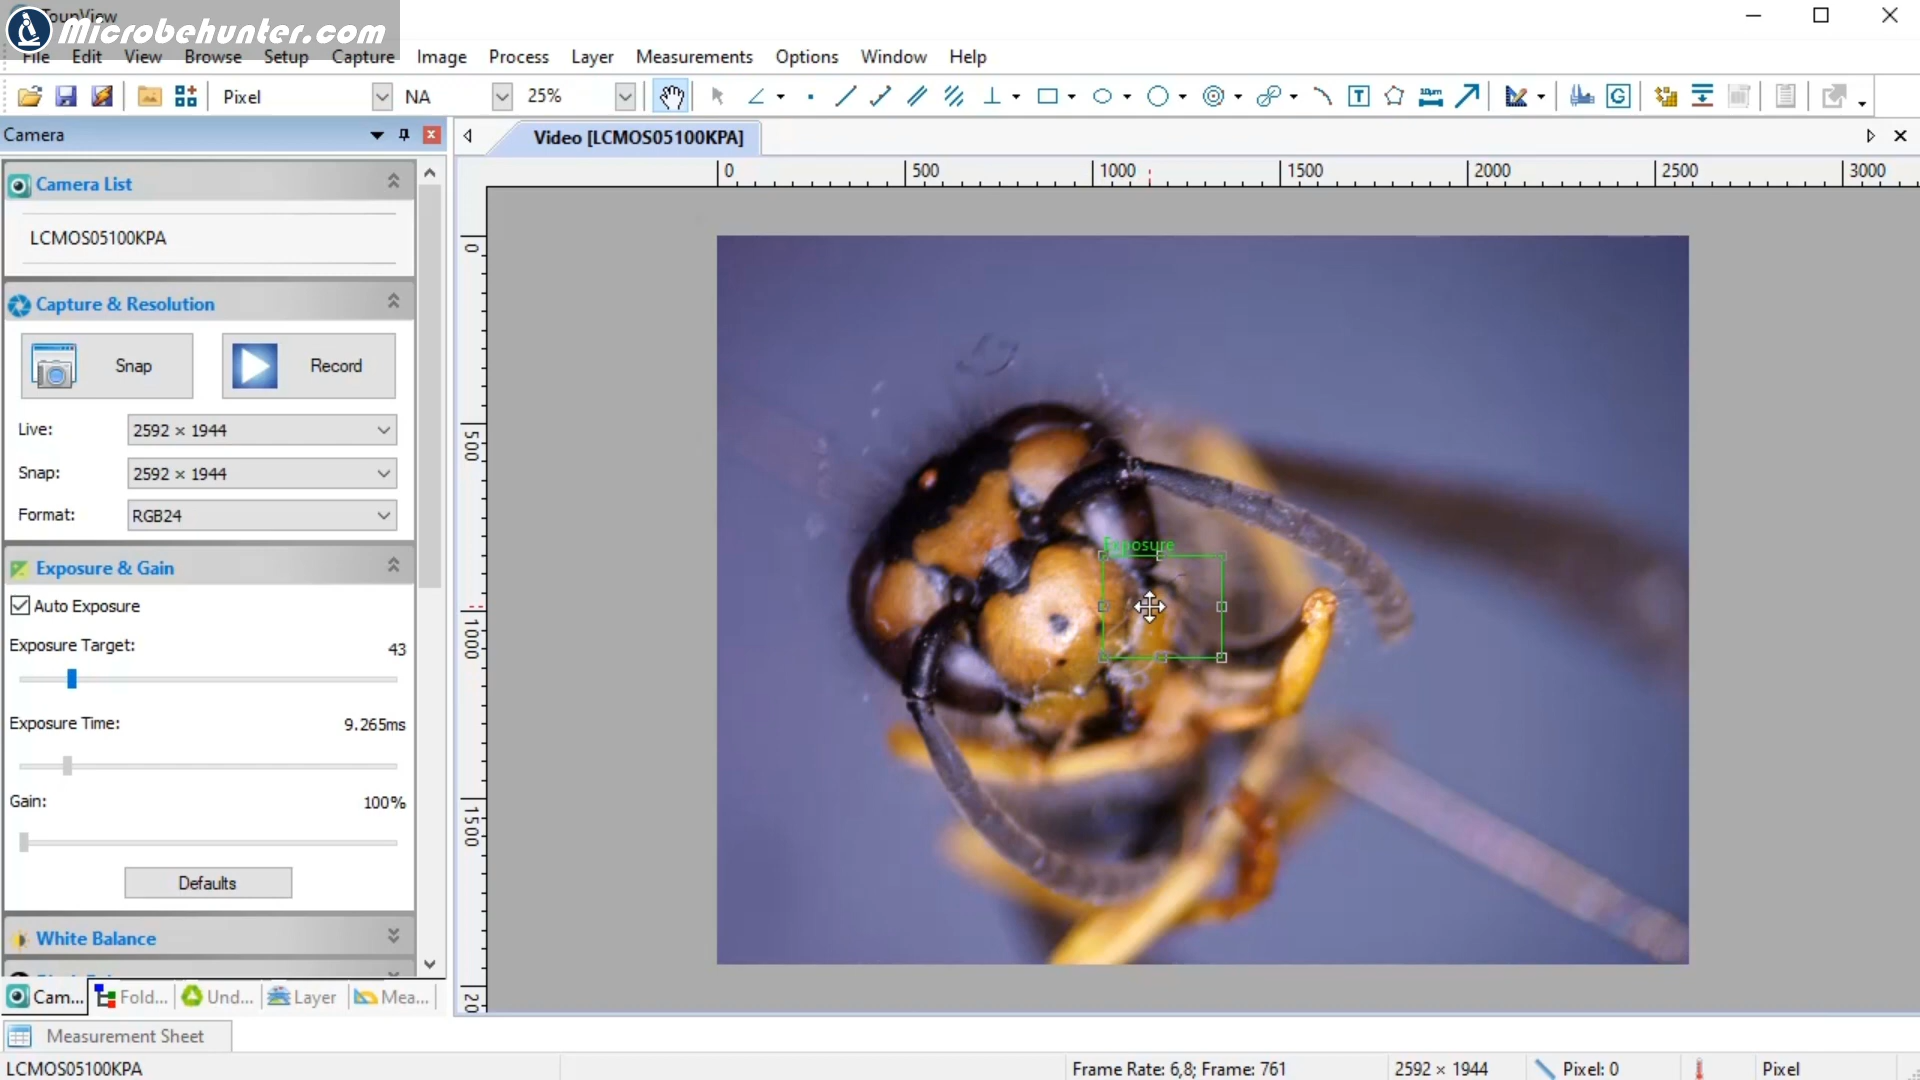 ToupView
Microbehunter.com
File Edit View Browse Setup Capture Image Process Layer Measurements Options Window Help
Pixel NA 25% T 10µm G
Camera
Video [LCMOS05100KPA]
0 500 1000 1500 2000 2500 3000
Camera List
LCMOS05100KPA
Capture & Resolution
Snap Record
Live: 2592 × 1944
Snap: 2592 × 1944
Format: RGB24
Exposure & Gain
Auto Exposure
Exposure Target: 43
Exposure Time: 9.265ms
Gain: 100%
Defaults
White Balance
0
500
1000
1500
20
Exposure
Cam... Fold... Und... Layer Mea...
Measurement Sheet
LCMOS05100KPA Frame Rate: 6,8; Frame: 761 2592 × 1944 Pixel: 0 Pixel